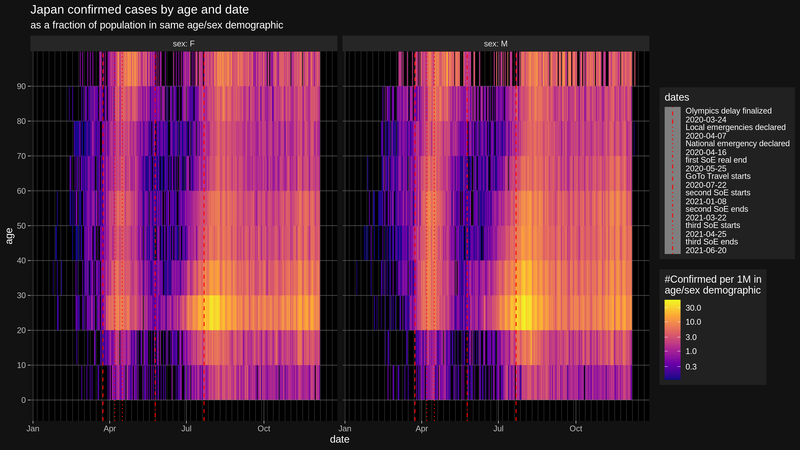 Japan confirmed cases by age and date
as a fraction of population in same age/sex demographic
sex: F
sex: M
90
80
70
60
50
40
30
20
10
0
age
Jan
Apr
Jul
Oct
Jan
Apr
Jul
Oct
date
dates
Olympics delay finalized
2020-03-24
Local emergencies declared
2020-04-07
National emergency declared
2020-04-16
first SoE real end
2020-05-25
GoTo Travel starts
2020-07-22
second SoE starts
2021-01-08
second SoE ends
2021-03-22
third SoE starts
2021-04-25
third SoE ends
2021-06-20
#Confirmed per 1M in
age/sex demographic
30.0
10.0
3.0
1.0
0.3